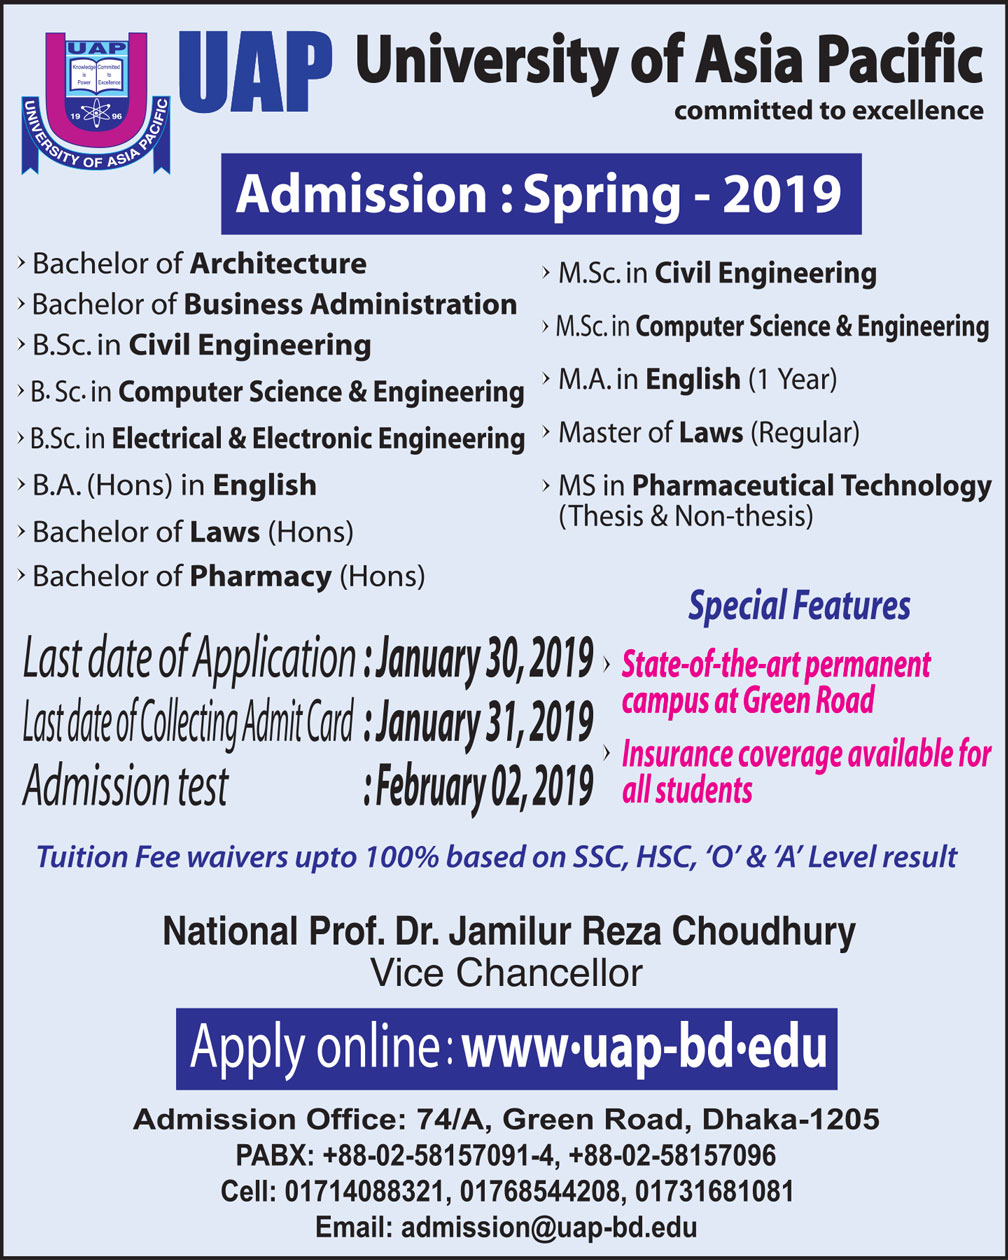 UAP
Knowledge is Power
Committed to Excellence
19 96
UNIVERSITY OF ASIA PACIFIC
UAP University of Asia Pacific
committed to excellence
Admission : Spring - 2019
› Bachelor of Architecture
› Bachelor of Business Administration
› B.Sc. in Civil Engineering
› B. Sc. in Computer Science & Engineering
› B.Sc. in Electrical & Electronic Engineering
› B.A. (Hons) in English
› Bachelor of Laws (Hons)
› Bachelor of Pharmacy (Hons)
› M.Sc. in Civil Engineering
› M.Sc. in Computer Science & Engineering
› M.A. in English (1 Year)
› Master of Laws (Regular)
› MS in Pharmaceutical Technology
(Thesis & Non-thesis)
Last date of Application : January 30, 2019
Last date of Collecting Admit Card : January 31, 2019
Admission test : February 02, 2019
Special Features
› State-of-the-art permanent
campus at Green Road
› Insurance coverage available for
all students
Tuition Fee waivers upto 100% based on SSC, HSC, ‘O’ & ‘A’ Level result
National Prof. Dr. Jamilur Reza Choudhury
Vice Chancellor
Apply online : www•uap-bd•edu
Admission Office: 74/A, Green Road, Dhaka-1205
PABX: +88-02-58157091-4, +88-02-58157096
Cell: 01714088321, 01768544208, 01731681081
Email: admission@uap-bd.edu